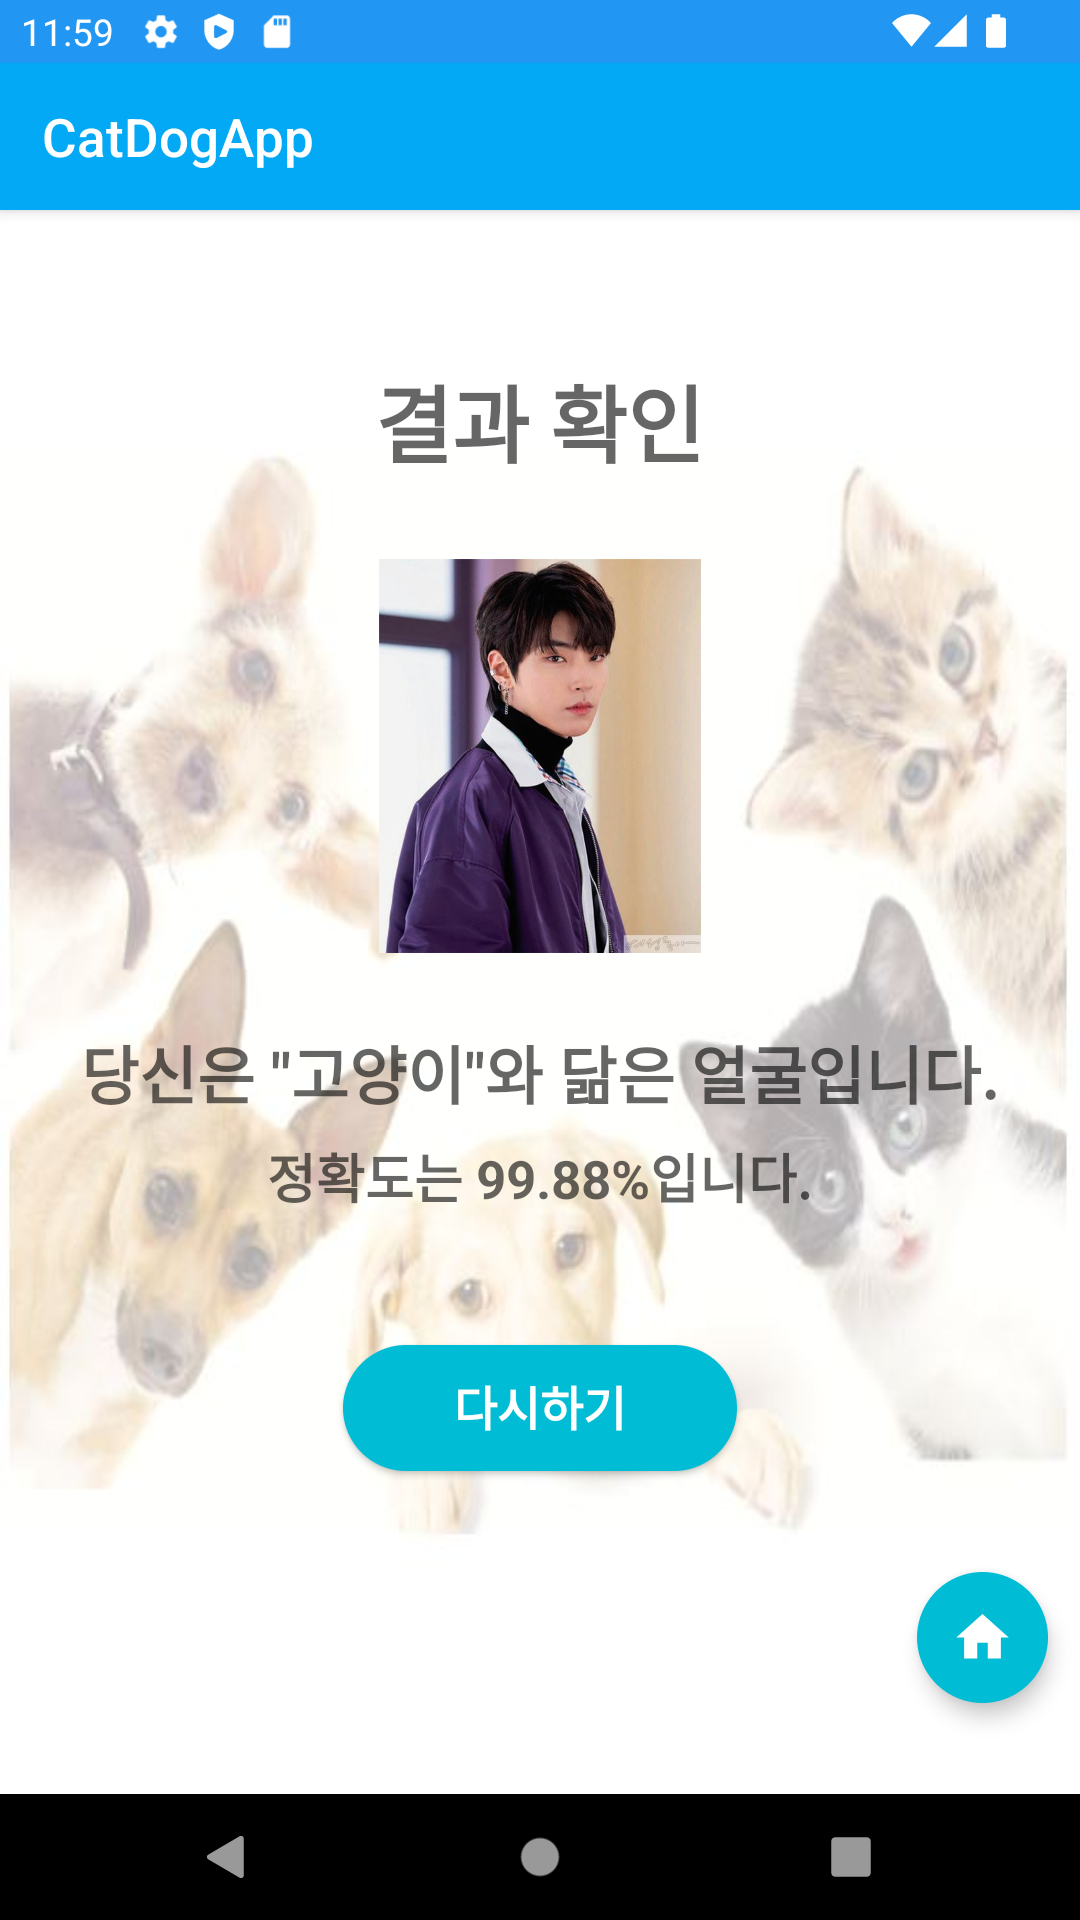 11:59
CatDogApp
결과 확인
당신은 "고양이"와 닮은 얼굴입니다.
정확도는 99.88%입니다.
다시하기